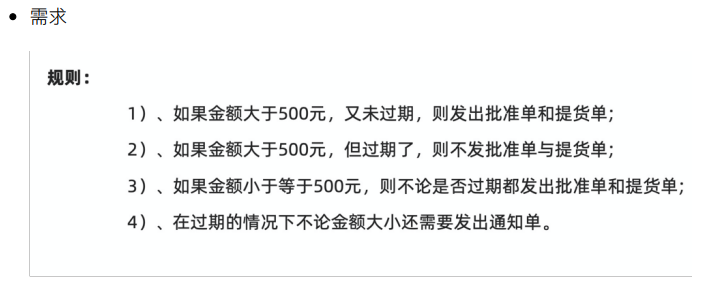 需求
规则：
1）、如果金额大于500元，又未过期，则发出批准单和提货单；
2）、如果金额大于500元，但过期了，则不发批准单与提货单；
3）、如果金额小于等于500元，则不论是否过期都发出批准单和提货单；
4）、在过期的情况下不论金额大小还需要发出通知单。